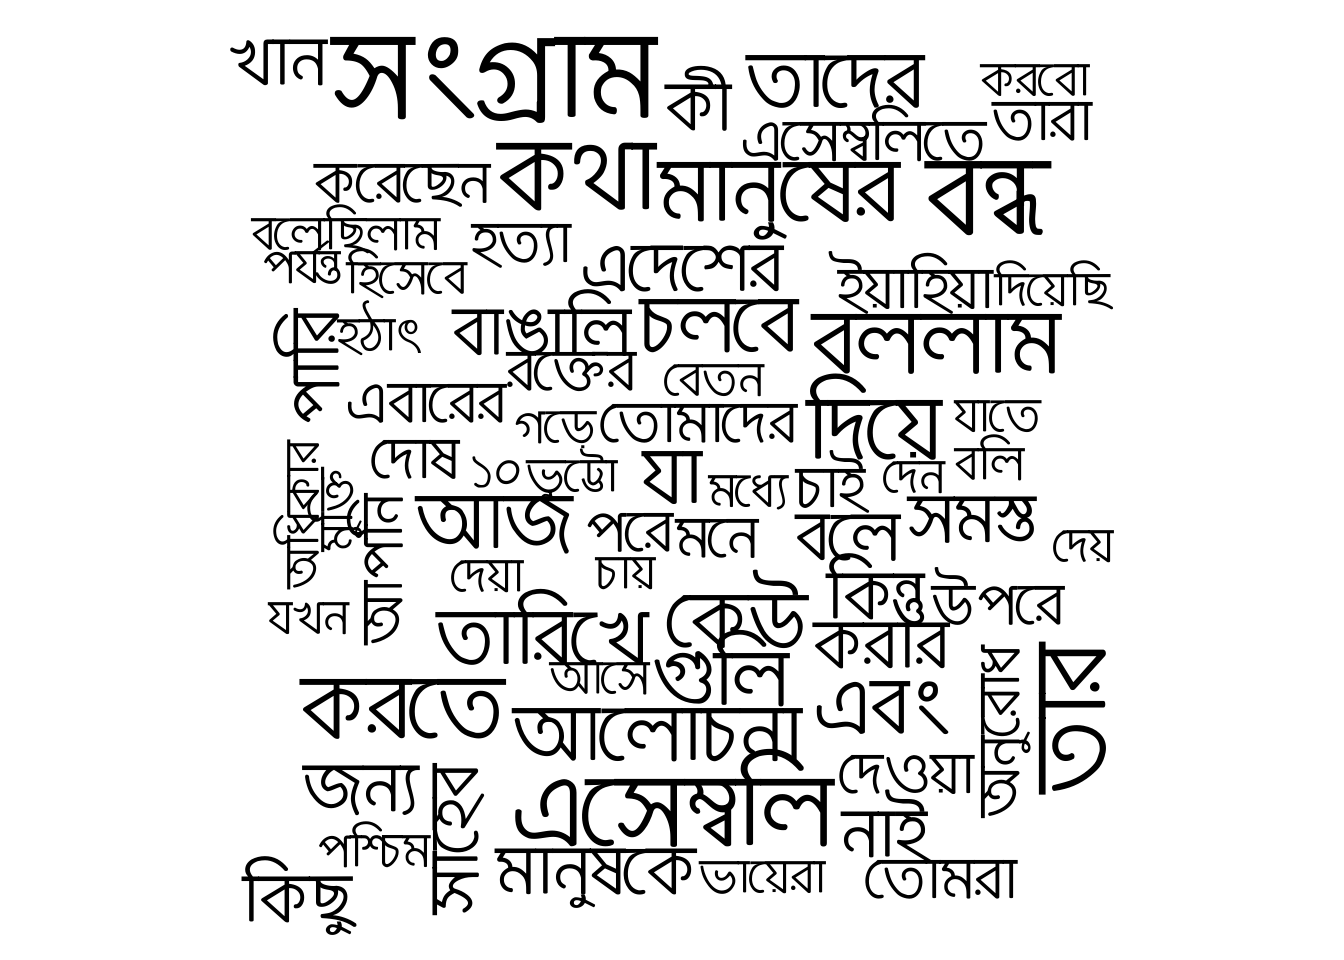 খান সংগ্রাম কী তাদের করবো
এসেম্বলিতে তারা
করেছেন কথা মানুষের বন্ধ
বলেছিলাম হত্যা
পর্যন্ত হিসেবে এদেশের ইয়াহিয়া দিয়েছি
পারে হঠাৎ বাঙালি চলবে বললাম
রক্তের বেতন
এবারের গড়ে তোমাদের দিয়ে যাতে
দোষ ১০ ভুট্টো যা মধ্যে চাই দেন বলি
আজ পরে মনে বলে সমস্ত দেয়
দেয়া চায়
যখন কিন্তু উপরে
তারিখে কেউ করার
আসে গুলি তার
করতে আলোচনা এবং
জন্য সাহেব এসেম্বলি দেওয়া
পশ্চিম নাই
কিছু মানুষকে ভায়েরা তোমরা